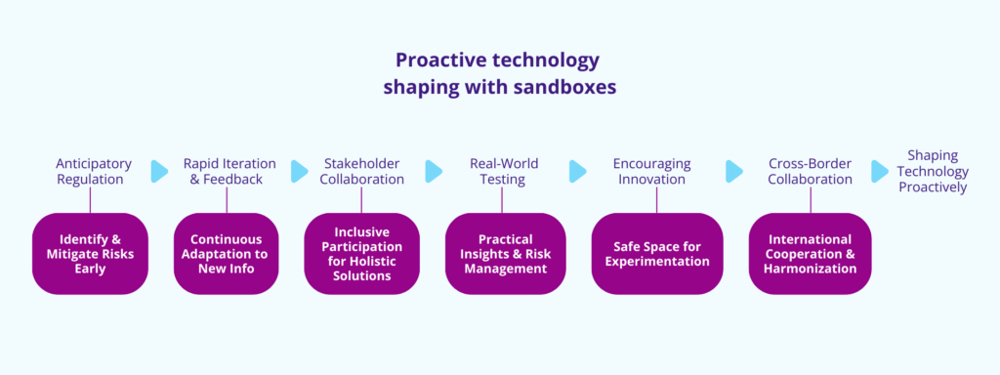 Proactive technology
shaping with sandboxes
Anticipatory
Regulation
Rapid Iteration
& Feedback
Stakeholder
Collaboration
Real-World
Testing
Encouraging
Innovation
Cross-Border
Collaboration
Shaping
Technology
Proactively
Identify &
Mitigate Risks
Early
Continuous
Adaptation to
New Info
Inclusive
Participation
for Holistic
Solutions
Practical
Insights & Risk
Management
Safe Space for
Experimentation
International
Cooperation &
Harmonization